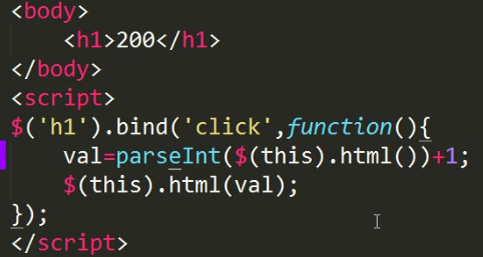 <body>
    <h1>200</h1>
</body>
<script>
$('h1').bind('click',function(){
    val=parseInt($(this).html())+1;
    $(this).html(val);
});
</script>